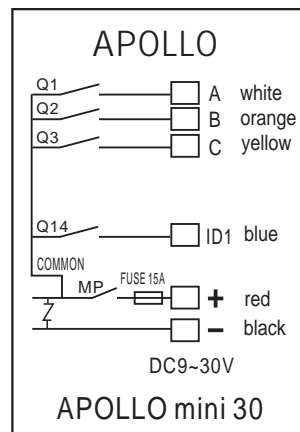 APOLLO
Q1 A white
Q2 B orange
Q3 C yellow
Q14 ID1 blue
COMMON
MP FUSE 15A + red
− black
DC9~30V
APOLLO mini 30